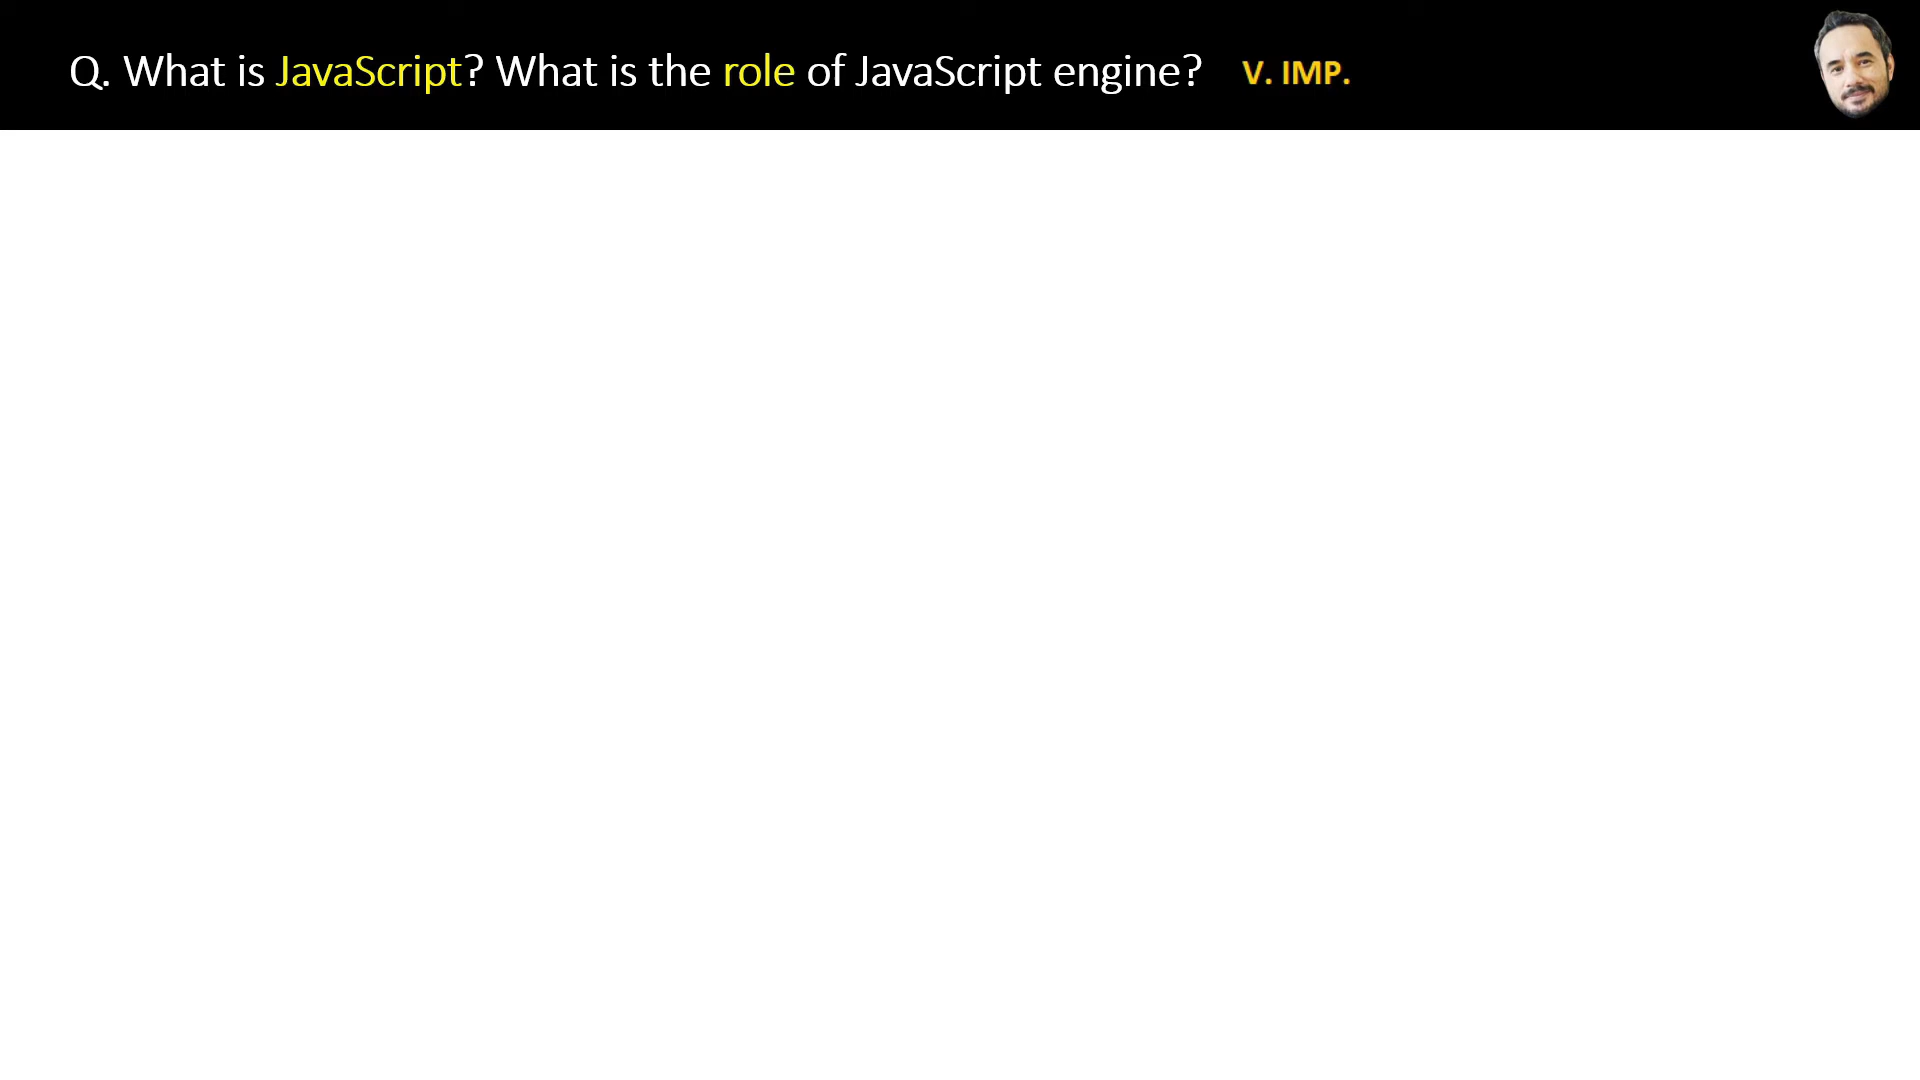 Q. What is JavaScript? What is the role of JavaScript engine? V. IMP.